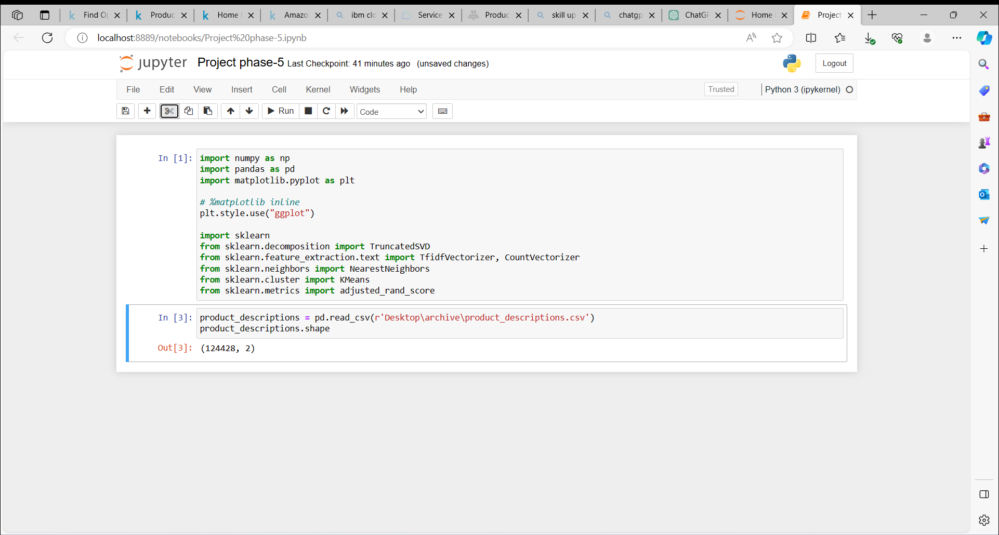 Find O
Produc
Home
Amazo
ibm clo
Service
Produc
skill up
chatgp
ChatGP
Home
Project
localhost:8889/notebooks/Project%20phase-5.ipynb
jupyter Project phase-5 Last Checkpoint: 41 minutes ago (unsaved changes)
Logout
File Edit View Insert Cell Kernel Widgets Help
Trusted
Python 3 (ipykernel)
Run
Code
In [1]:
import numpy as np
import pandas as pd
import matplotlib.pyplot as plt
# %matplotlib inline
plt.style.use("ggplot")
import sklearn
from sklearn.decomposition import TruncatedSVD
from sklearn.feature_extraction.text import TfidfVectorizer, CountVectorizer
from sklearn.neighbors import NearestNeighbors
from sklearn.cluster import KMeans
from sklearn.metrics import adjusted_rand_score
In [3]:
product_descriptions = pd.read_csv(r'Desktop\archive\product_descriptions.csv')
product_descriptions.shape
Out[3]: (124428, 2)